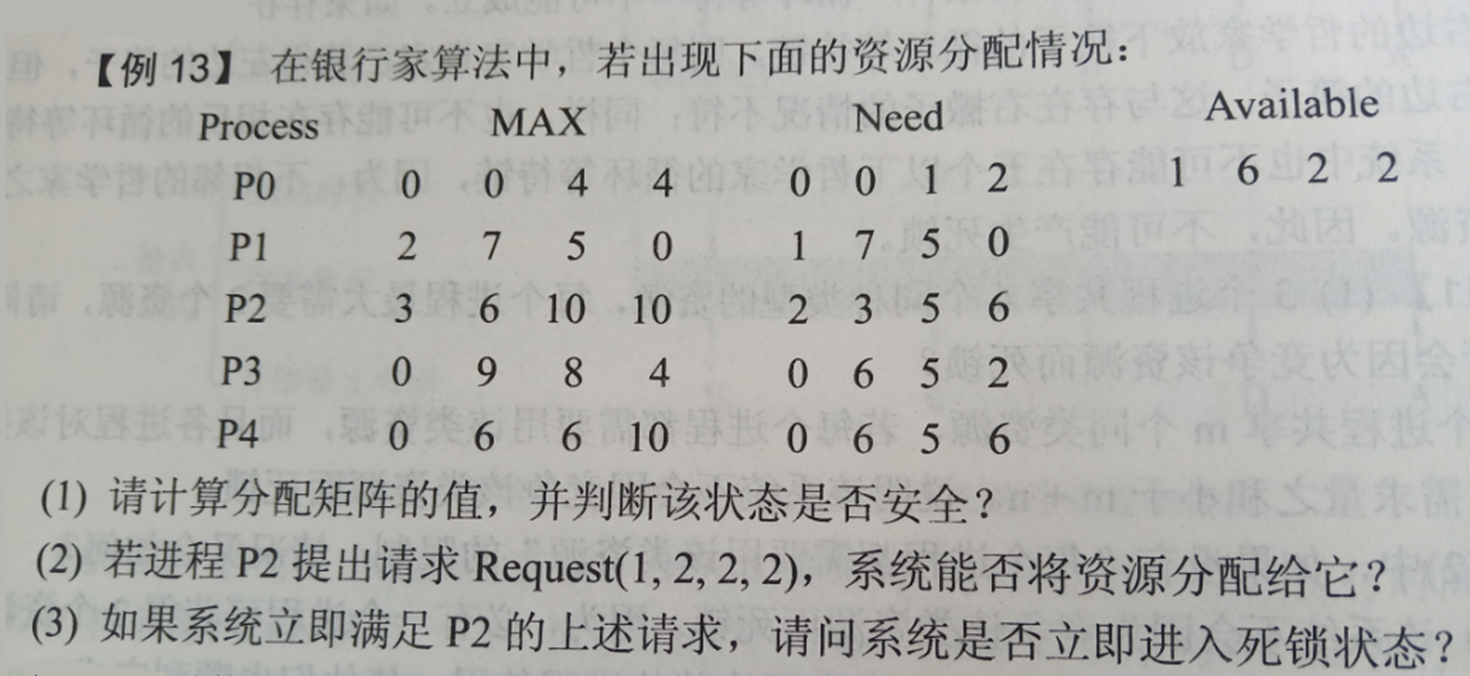 【例 13】 在银行家算法中，若出现下面的资源分配情况：
Process MAX Need Available
P0 0 0 4 4 0 0 1 2 1 6 2 2
P1 2 7 5 0 1 7 5 0
P2 3 6 10 10 2 3 5 6
P3 0 9 8 4 0 6 5 2
P4 0 6 6 10 0 6 5 6
(1) 请计算分配矩阵的值，并判断该状态是否安全？
(2) 若进程 P2 提出请求 Request(1, 2, 2, 2)，系统能否将资源分配给它？
(3) 如果系统立即满足 P2 的上述请求，请问系统是否立即进入死锁状态？